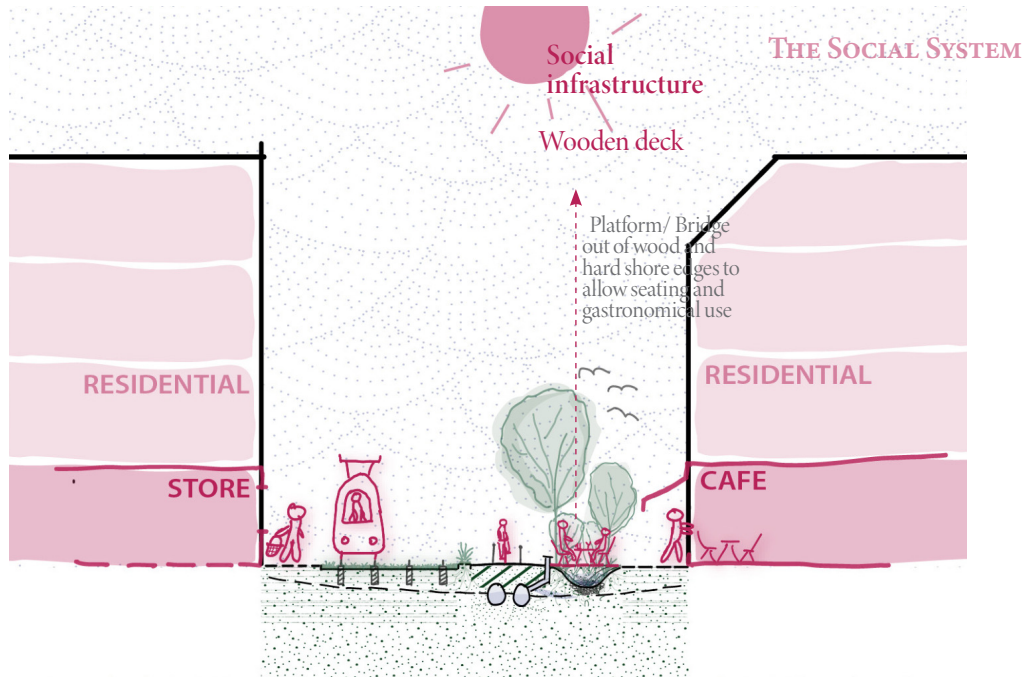 THE SOCIAL SYSTEM
Social
infrastructure
Wooden deck
Platform/ Bridge
out of wood and
hard shore edges to
allow seating and
gastronomical use
RESIDENTIAL
RESIDENTIAL
STORE
CAFE